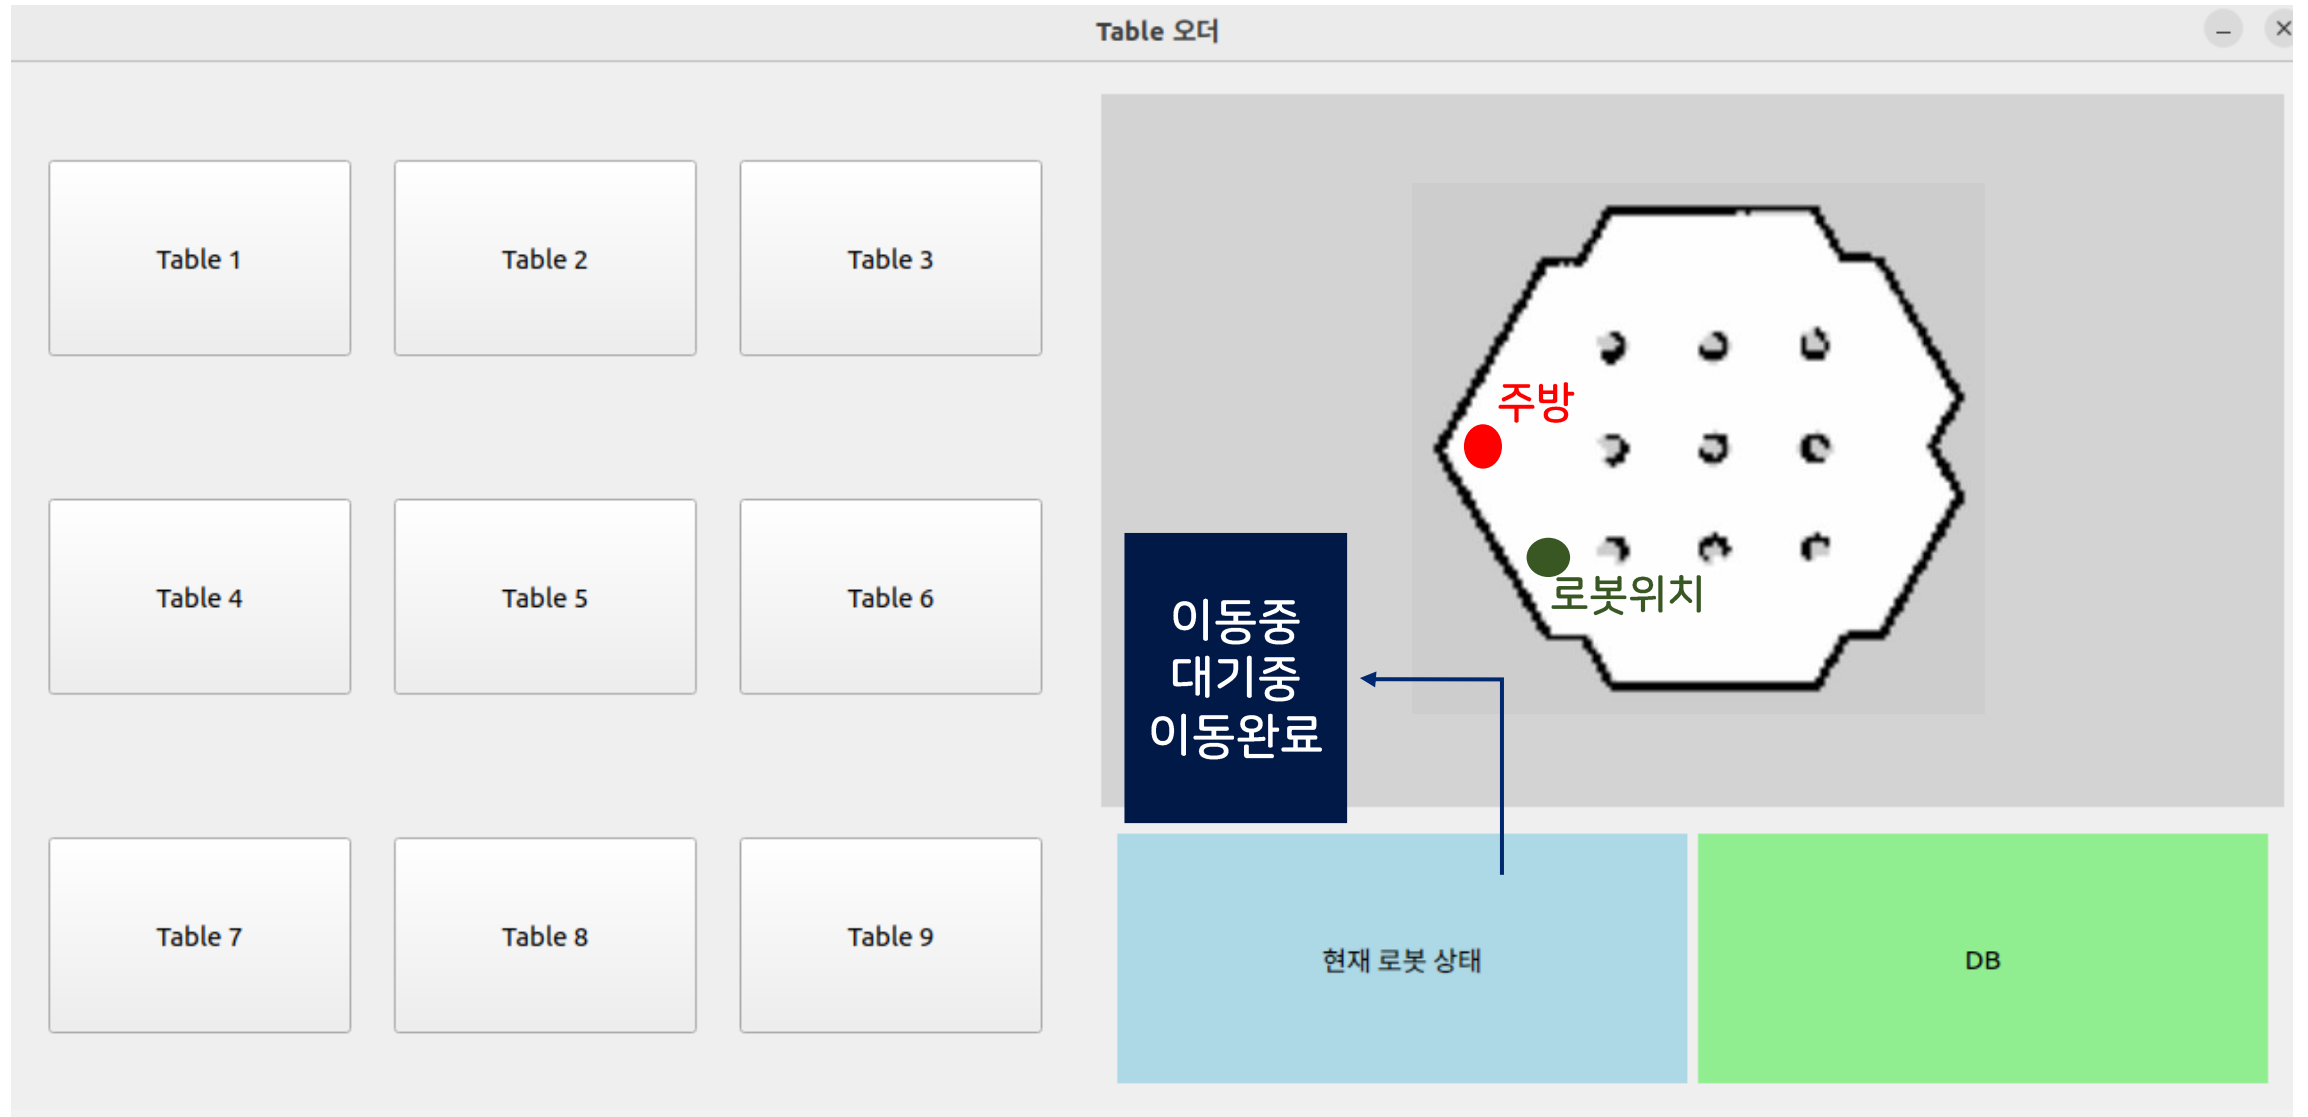 Table 오더
Table 1
Table 2
Table 3
Table 4
Table 5
Table 6
Table 7
Table 8
Table 9
주방
로봇위치
이동중
대기중
이동완료
현재 로봇 상태
DB